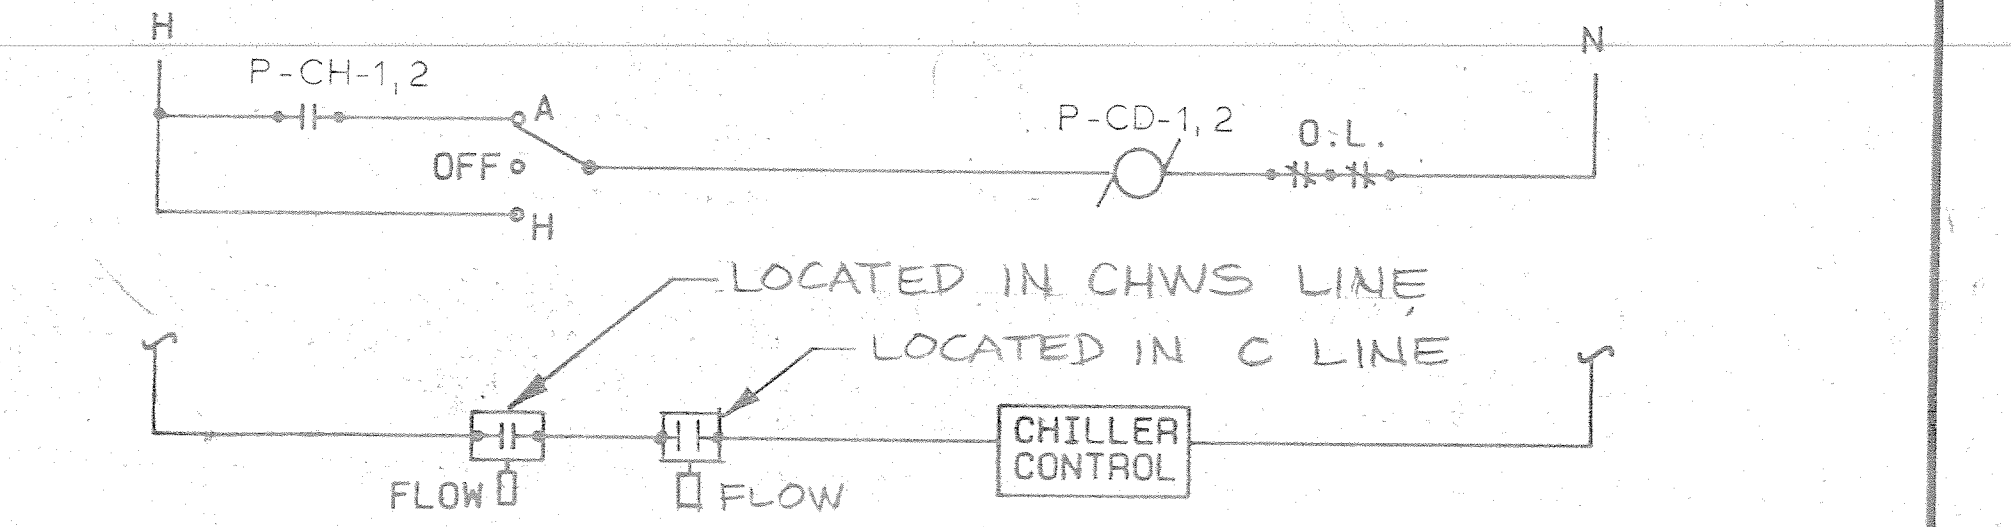 H
N
P-CH-1,2
A
P-CD-1,2
O.L.
OFF
H
LOCATED IN CHWS LINE
LOCATED IN C LINE
CHILLER
CONTROL
FLOW
FLOW